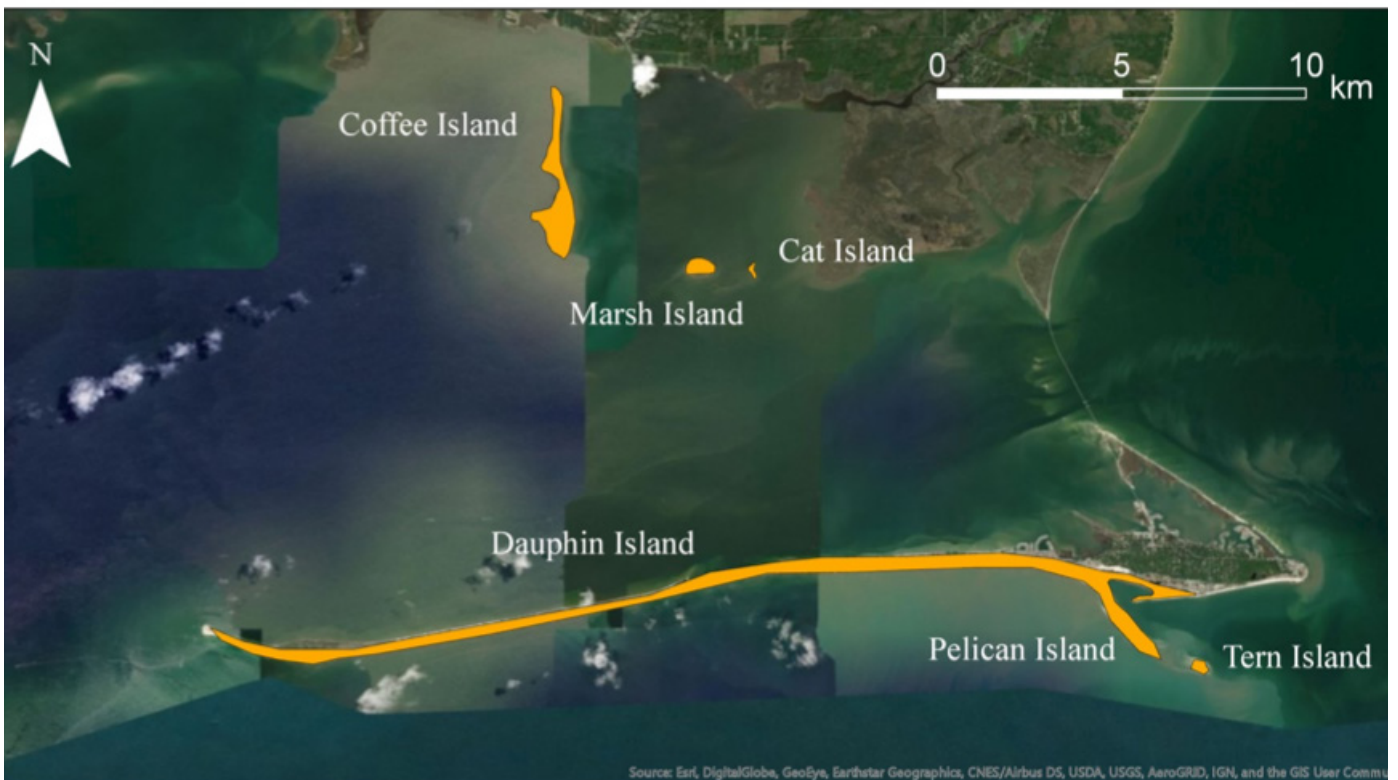 N
0 5 10
km
Coffee Island
Cat Island
Marsh Island
Dauphin Island
Pelican Island
Tern Island
Source: Esri, DigitalGlobe, GeoEye, Earthstar Geographics, CNES/Airbus DS, USDA, USGS, AeroGRID, IGN, and the GIS User Commu